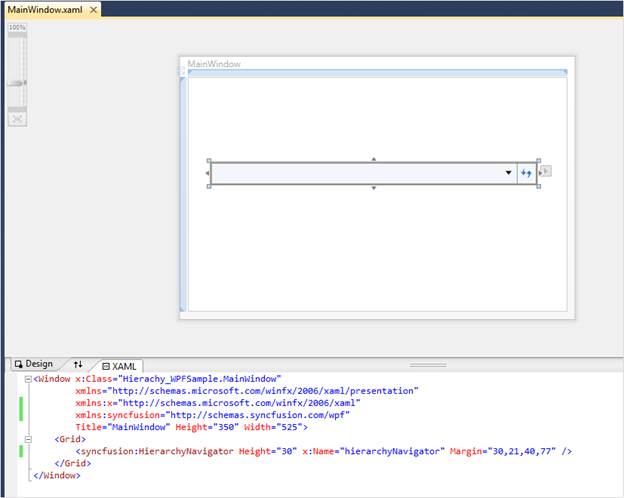 MainWindow.xaml
100%
MainWindow
Design
XAML
<Window x:Class="Hierachy_WPFSample.MainWindow"
xmlns="http://schemas.microsoft.com/winfx/2006/xaml/presentation"
xmlns:x="http://schemas.microsoft.com/winfx/2006/xaml"
xmlns:syncfusion="http://schemas.syncfusion.com/wpf"
Title="MainWindow" Height="350" Width="525">
<Grid>
<syncfusion:HierarchyNavigator Height="30" x:Name="hierarchyNavigator" Margin="30,21,40,77" />
</Grid>
</Window>